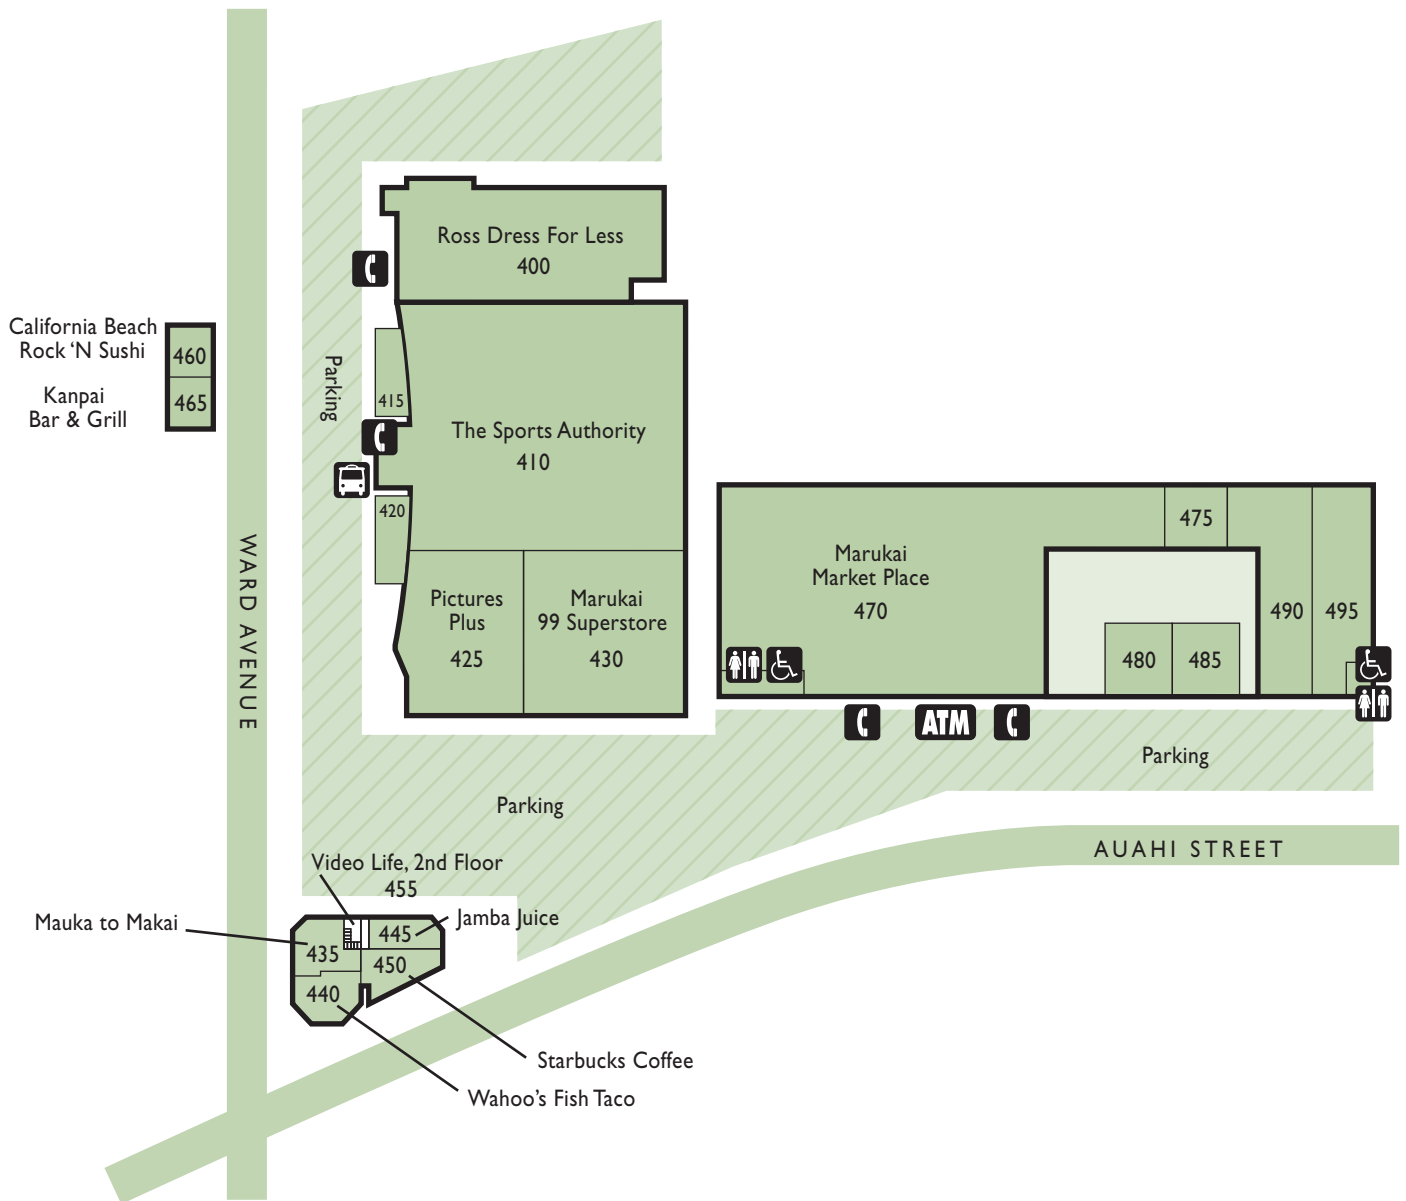 Ross Dress For Less
400
California Beach
Rock ‘N Sushi
460
Kanpai
Bar & Grill
465
Parking
415
The Sports Authority
410
420
WARD AVENUE
Pictures
Plus
425
Marukai
99 Superstore
430
Marukai
Market Place
470
475
480
485
490
495
ATM
Parking
Parking
AUAHI STREET
Video Life, 2nd Floor
455
Mauka to Makai
435
Jamba Juice
445
450
440
Starbucks Coffee
Wahoo’s Fish Taco